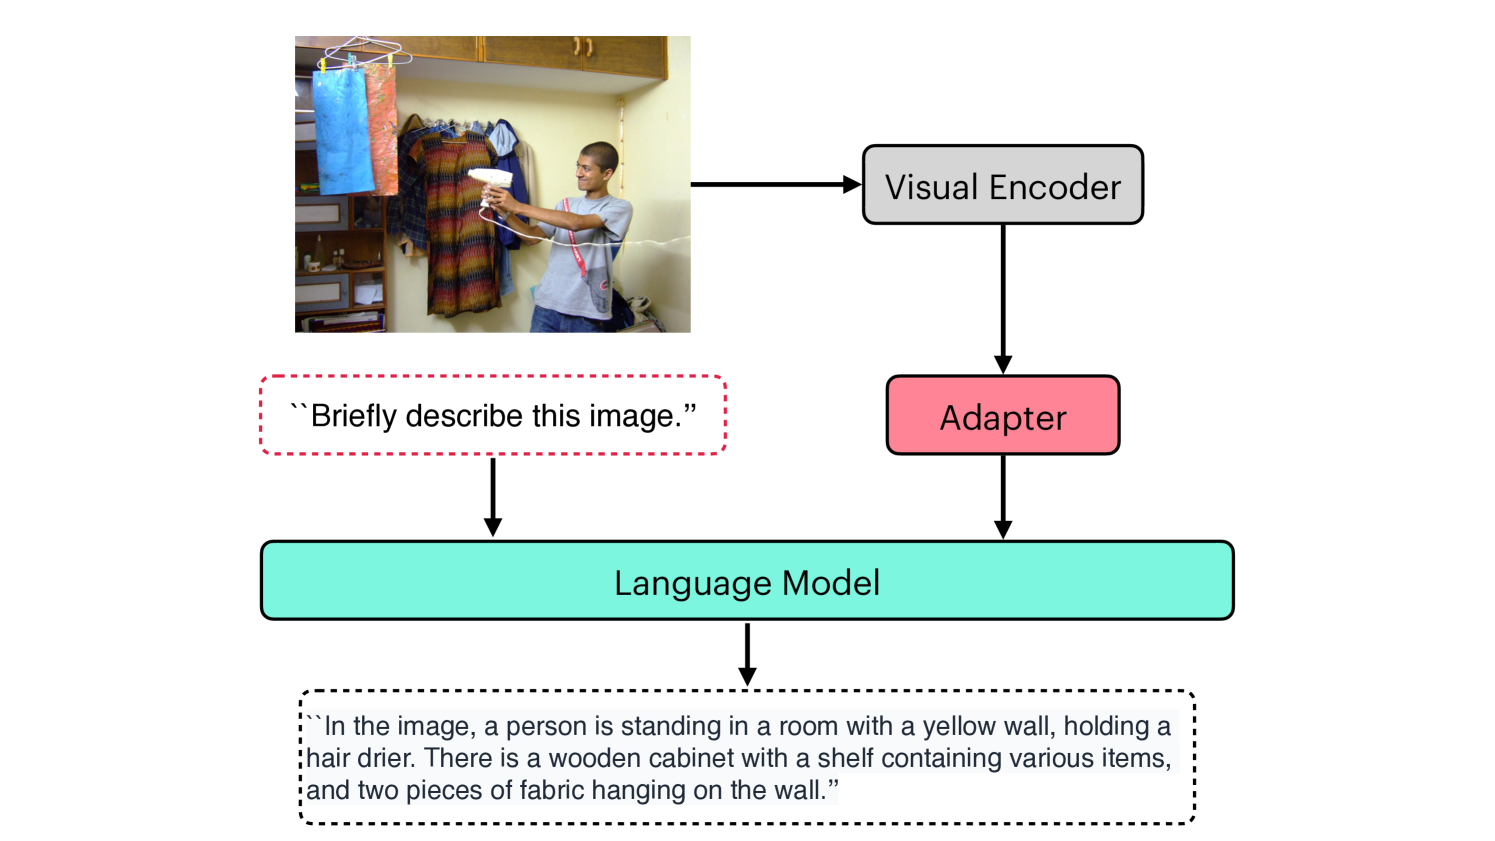 Visual Encoder
``Briefly describe this image.’’
Adapter
Language Model
``In the image, a person is standing in a room with a yellow wall, holding a
hair drier. There is a wooden cabinet with a shelf containing various items,
and two pieces of fabric hanging on the wall.’’